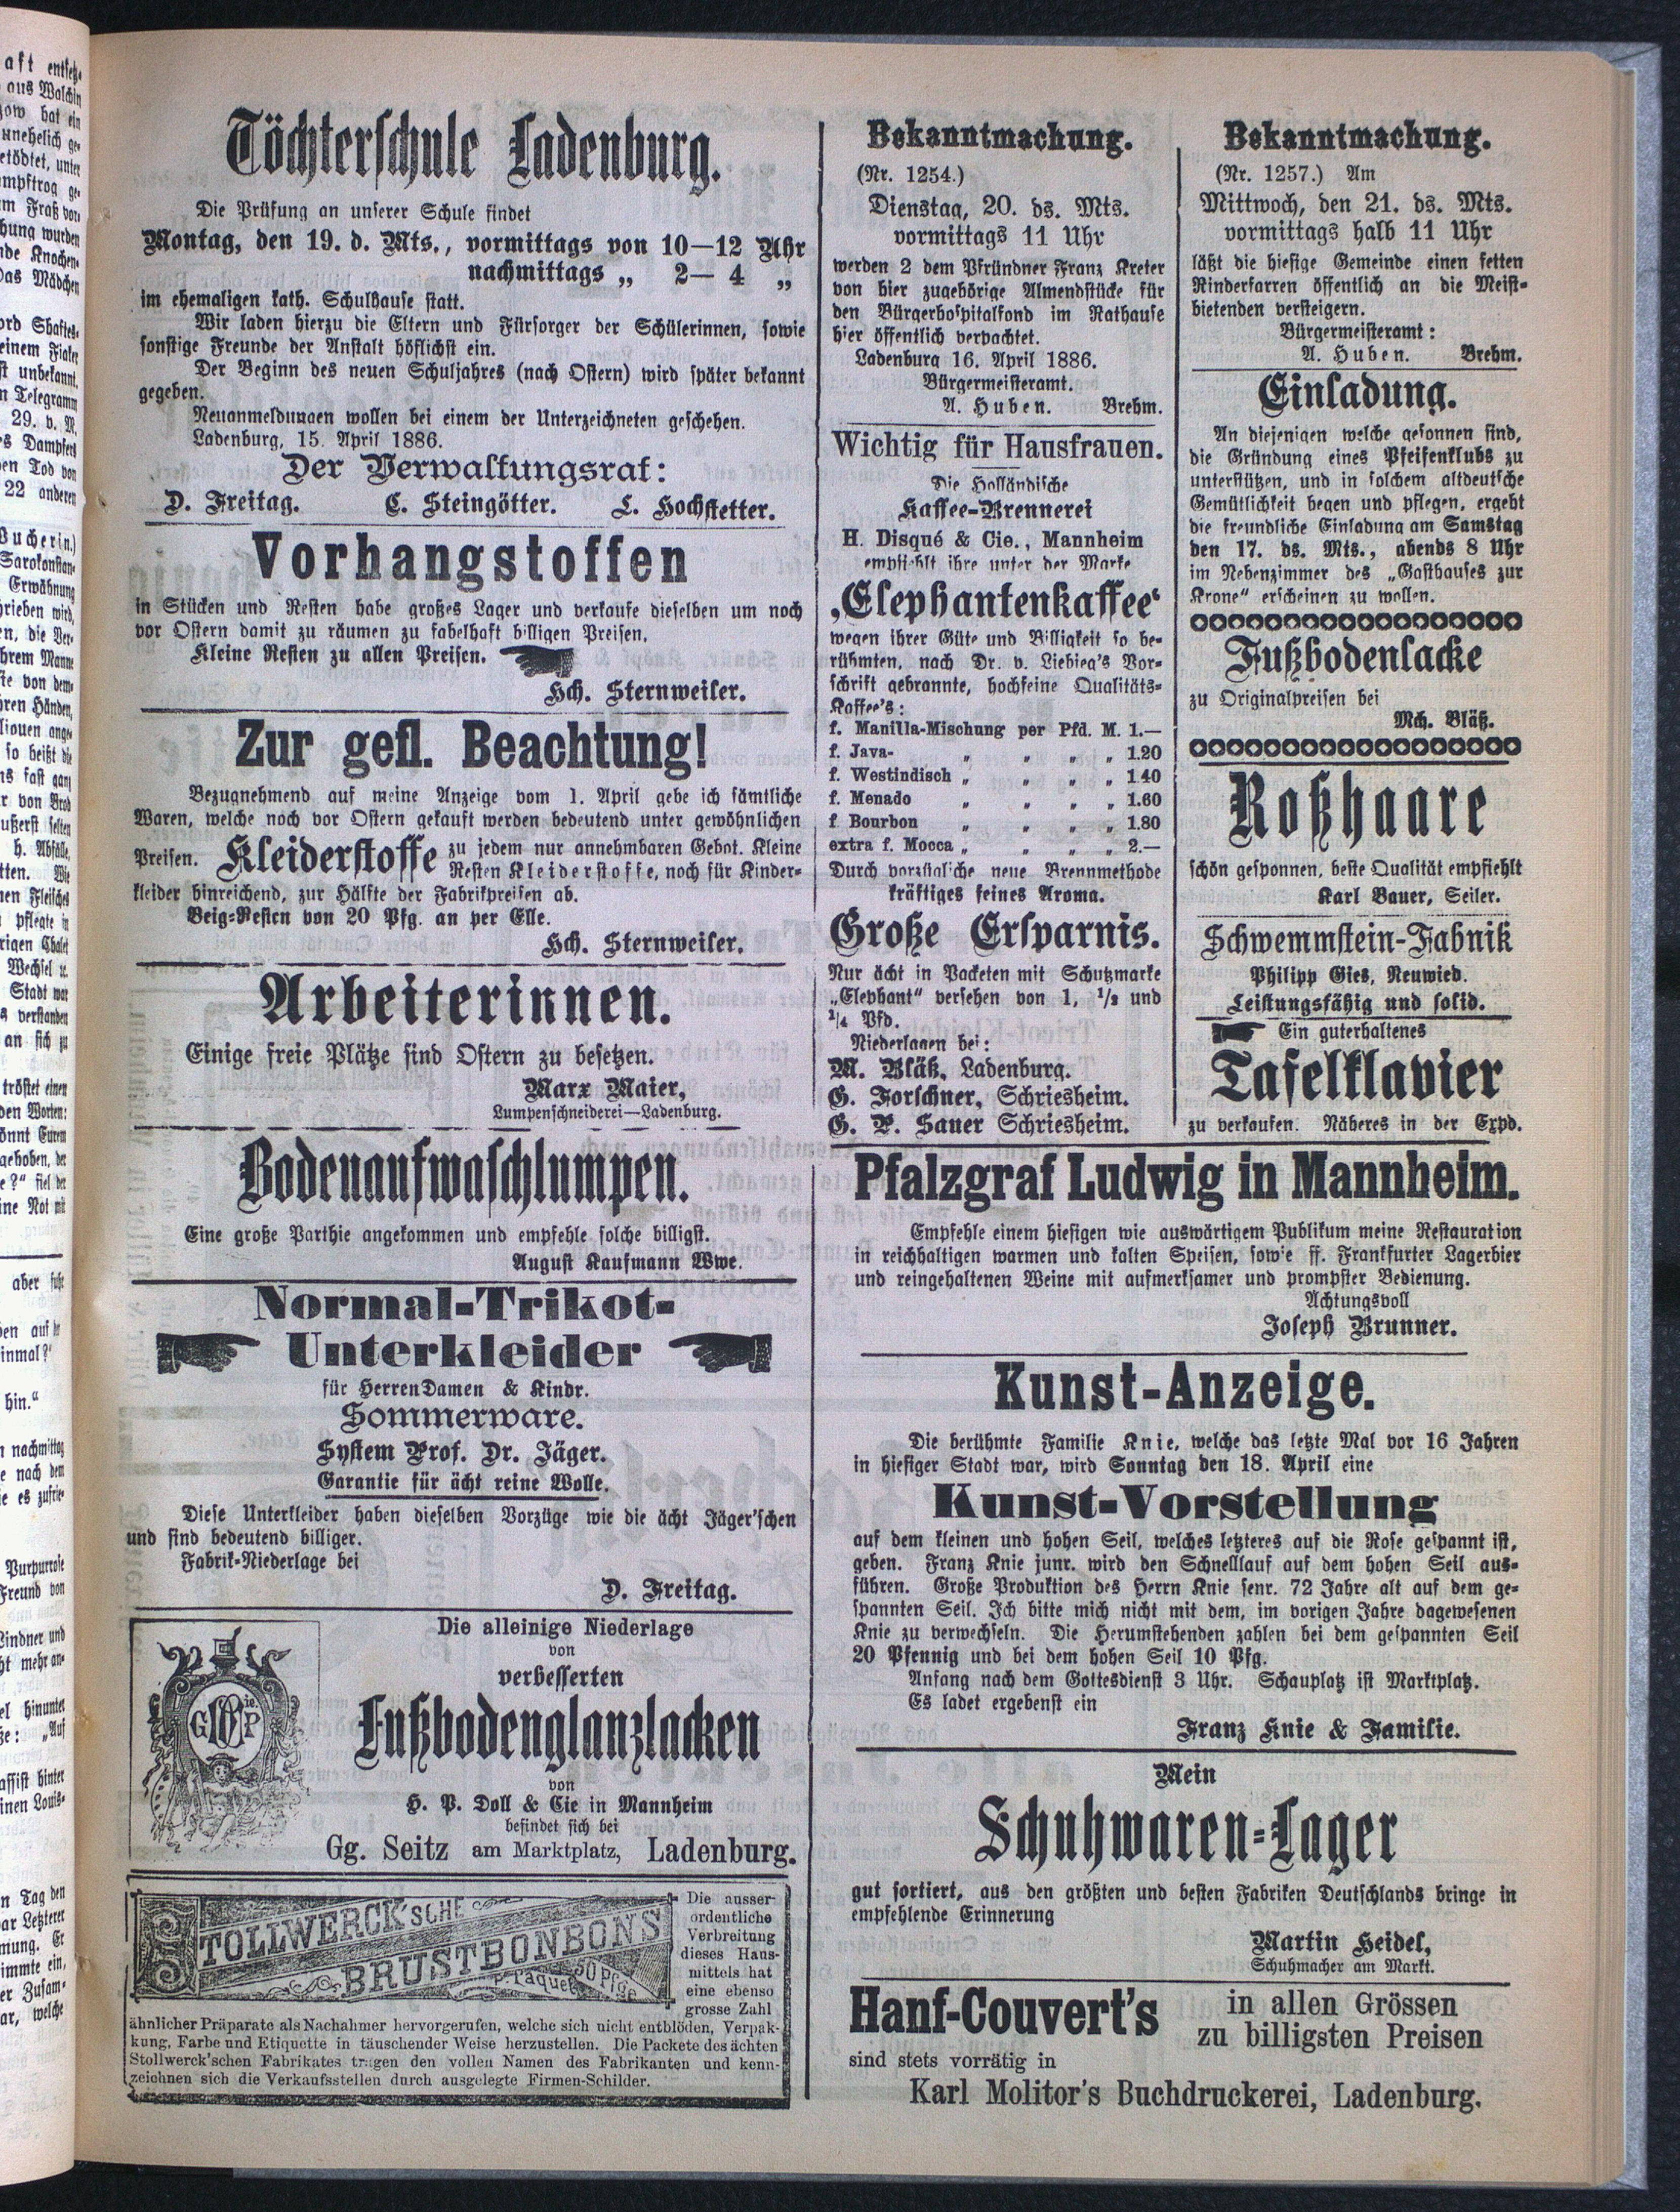 Töchterschule Ladenburg.
Die Prüfung an unserer Schule findet
Montag, den 19. d. Mts., vormittags von 10—12 Uhr
nachmittags „ 2— 4 „
im ehemaligen kath. Schulhause statt.
Wir laden hierzu die Eltern und Fürsorger der Schülerinnen, sowie
sonstige Freunde der Anstalt höflichst ein.
Der Beginn des neuen Schuljahres (nach Ostern) wird später bekannt
gegeben.
Neuanmeldungen wollen bei einem der Unterzeichneten geschehen.
Ladenburg, 15. April 1886.
Der Verwaltungsrat:
D. Freitag. C. Steingötter. L. Hochstetter.
Vorhangstoffen
in Stücken und Resten habe großes Lager und verkaufe dieselben um noch
vor Ostern damit zu räumen zu fabelhaft billigen Preisen.
Kleine Resten zu allen Preisen.
Hch. Sternweiler.
Zur gefl. Beachtung!
Bezugnehmend auf meine Anzeige vom 1. April gebe ich sämtliche
Waren, welche noch vor Ostern gekauft werden bedeutend unter gewöhnlichen
Preisen. Kleiderstoffe zu jedem nur annehmbaren Gebot. Kleine
Resten Kleiderstoffe, noch für Kinder-
kleider hinreichend, zur Hälfte der Fabrikpreisen ab.
Beig-Resten von 20 Pfg. an per Elle.
Hch. Sternweiler.
Arbeiterinnen.
Einige freie Plätze sind Ostern zu besetzen.
Marx Maier,
Lumpenschneiderei—Ladenburg.
Bodenaufwaschlumpen.
Eine große Parthie angekommen und empfehle solche billigst.
August Kaufmann Wwe.
Normal-Trikot-
Unterkleider
für Herren Damen & Kindr.
Sommerware.
System Prof. Dr. Jäger.
Garantie für ächt reine Wolle.
Diese Unterkleider haben dieselben Vorzüge wie die ächt Jäger'schen
und sind bedeutend billiger.
Fabrik-Niederlage bei
D. Freitag.
Die alleinige Niederlage
von
verbesserten
Fußbodenglanzlacken
von
H. P. Doll & Cie in Mannheim
befindet sich bei
Gg. Seitz am Marktplatz, Ladenburg.
STOLLWERCK'SCHE
BRUSTBONBONS
P. Paquet 50 Pfge
Die ausser-
ordentliche
Verbreitung
dieses Haus-
mittels hat
eine ebenso
grosse Zahl
ähnlicher Präparate als Nachahmer hervorgerufen, welche sich nicht entblöden, Verpak-
kung, Farbe und Etiquette in täuschender Weise herzustellen. Die Packete des ächten
Stollwerck'schen Fabrikates tragen den vollen Namen des Fabrikanten und kenn-
zeichnen sich die Verkaufsstellen durch ausgelegte Firmen-Schilder.
Bekanntmachung.
(Nr. 1254.)
Dienstag, 20. ds. Mts.
vormittags 11 Uhr
werden 2 dem Pfründner Franz Kreter
von hier zugehörige Almendstücke für
den Bürgerhospitalfond im Rathause
hier öffentlich verpachtet.
Ladenburg 16. April 1886.
Bürgermeisteramt.
A. Huben. Brehm.
Wichtig für Hausfrauen.
Die Holländische
Kaffee-Brennerei
H. Disqué & Cie., Mannheim
empfiehlt ihre unter der Marke
‚Elephantenkaffee‘
wegen ihrer Güte und Billigkeit so be-
rühmten, nach Dr. v. Liebieg's Vor-
schrift gebrannte, hochfeine Qualitäts-
Kaffee's:
f. Manilla-Mischung per Pfd. M. 1.—
f. Java- „ „ „ „ 1.20
f. Westindisch „ „ „ „ 1.40
f. Menado „ „ „ „ 1.60
f. Bourbon „ „ „ „ 1.80
extra f. Mocca „ „ „ „ 2.—
Durch vorzügliche neue Brennmethode
kräftiges feines Aroma.
Große Ersparnis.
Nur ächt in Packeten mit Schutzmarke
„Elephant“ versehen von 1, 1/2 und
1/4 Pfd.
Niederlagen bei:
M. Bläß, Ladenburg.
G. Forschner, Schriesheim.
G. P. Sauer Schriesheim.
Bekanntmachung.
(Nr. 1257.) Am
Mittwoch, den 21. ds. Mts.
vormittags halb 11 Uhr
läßt die hiesige Gemeinde einen fetten
Rinderfarren öffentlich an die Meist-
bietenden versteigern.
Bürgermeisteramt:
A. Huben. Brehm.
Einladung.
An diejenigen welche gesonnen sind,
die Gründung eines Pfeifenklubs zu
unterstützen, und in solchem altdeutsche
Gemütlichkeit hegen und pflegen, ergeht
die freundliche Einladung am Samstag
den 17. ds. Mts., abends 8 Uhr
im Nebenzimmer des „Gasthauses zur
Krone“ erscheinen zu wollen.
Fußbodenlacke
zu Originalpreisen bei
Mch. Bläß.
Roßhaare
schön gesponnen, beste Qualität empfiehlt
Karl Bauer, Seiler.
Schwemmstein-Fabnik
Philipp Gies, Neuwied.
Leistungsfähig und solid.
Ein guterhaltenes
Tafelklavier
zu verkaufen. Näheres in der Expd.
Pfalzgraf Ludwig in Mannheim.
Empfehle einem hiesigen wie auswärtigem Publikum meine Restauration
in reichhaltigen warmen und kalten Speisen, sowie ff. Frankfurter Lagerbier
und reingehaltenen Weine mit aufmerksamer und prompster Bedienung.
Achtungsvoll
Joseph Brunner.
Kunst-Anzeige.
Die berühmte Familie Knie, welche das letzte Mal vor 16 Jahren
in hiesiger Stadt war, wird Sonntag den 18. April eine
Kunst-Vorstellung
auf dem kleinen und hohen Seil, welches letzteres auf die Rose gespannt ist,
geben. Franz Knie junr. wird den Schnelllauf auf dem hohen Seil aus-
führen. Große Produktion des Herrn Knie senr. 72 Jahre alt auf dem ge-
spannten Seil. Ich bitte mich nicht mit dem, im vorigen Jahre dagewesenen
Knie zu verwechseln. Die Herumstehenden zahlen bei dem gespannten Seil
20 Pfennig und bei dem hohen Seil 10 Pfg.
Anfang nach dem Gottesdienst 3 Uhr. Schauplatz ist Marktplatz.
Es ladet ergebenst ein
Franz Knie & Familie.
Mein
Schuhwaren-Lager
gut sortiert, aus den größten und besten Fabriken Deutschlands bringe in
empfehlende Erinnerung
Martin Heidel,
Schuhmacher am Markt.
Hanf-Couvert's in allen Grössen
zu billigsten Preisen
sind stets vorrätig in
Karl Molitor's Buchdruckerei, Ladenburg.